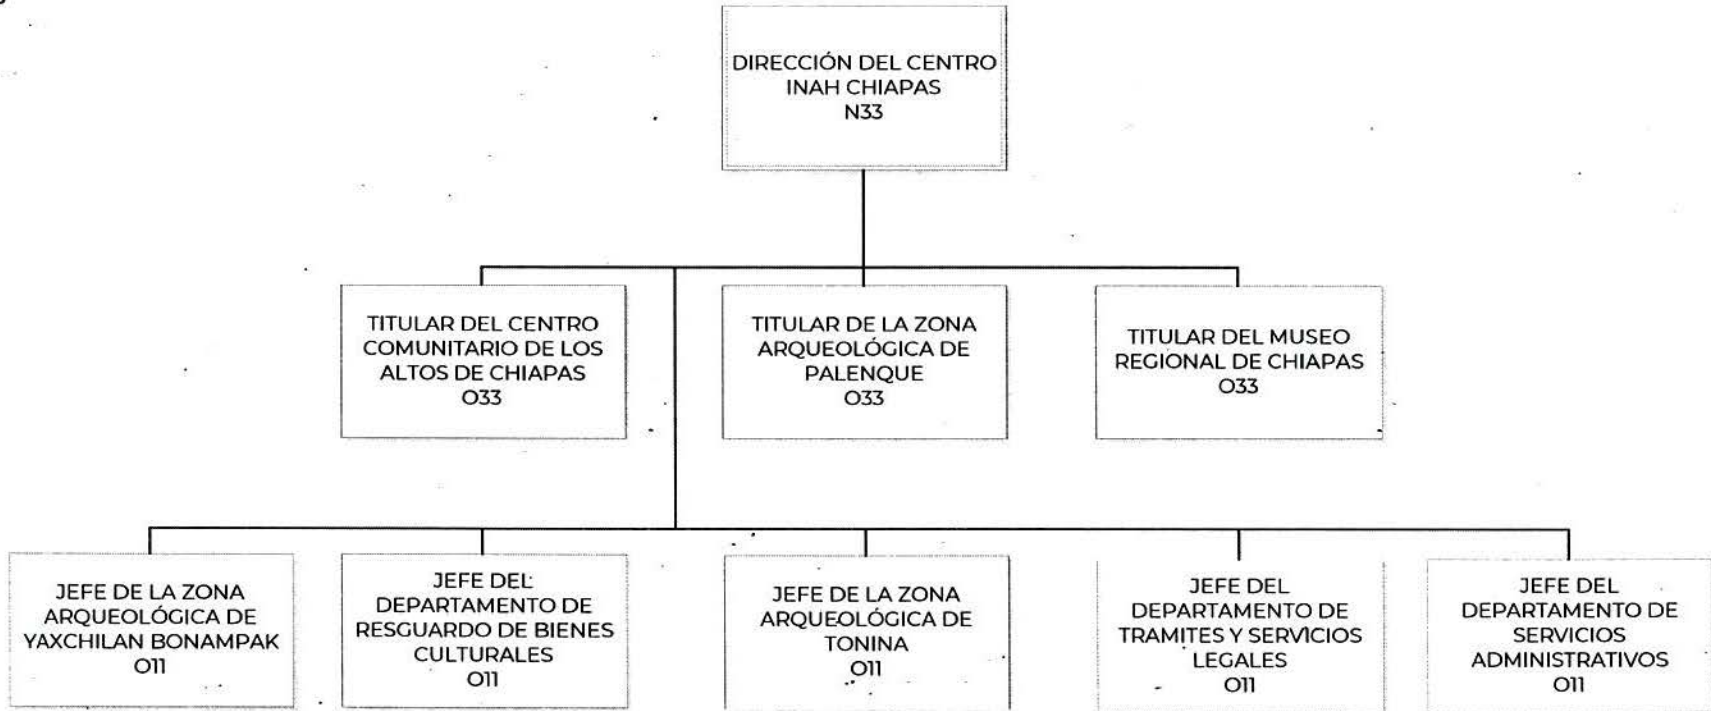 DIRECCIÓN DEL CENTRO
INAH CHIAPAS
N33
TITULAR DEL CENTRO
COMUNITARIO DE LOS
ALTOS DE CHIAPAS
O33
TITULAR DE LA ZONA
ARQUEOLÓGICA DE
PALENQUE
O33
TITULAR DEL MUSEO
REGIONAL DE CHIAPAS
O33
JEFE DE LA ZONA
ARQUEOLÓGICA DE
YAXCHILAN BONAMPAK
O11
JEFE DEL
DEPARTAMENTO DE
RESGUARDO DE BIENES
CULTURALES
O11
JEFE DE LA ZONA
ARQUEOLÓGICA DE
TONINA
O11
JEFE DEL
DEPARTAMENTO DE
TRAMITES Y SERVICIOS
LEGALES
O11
JEFE DEL
DEPARTAMENTO DE
SERVICIOS
ADMINISTRATIVOS
O11